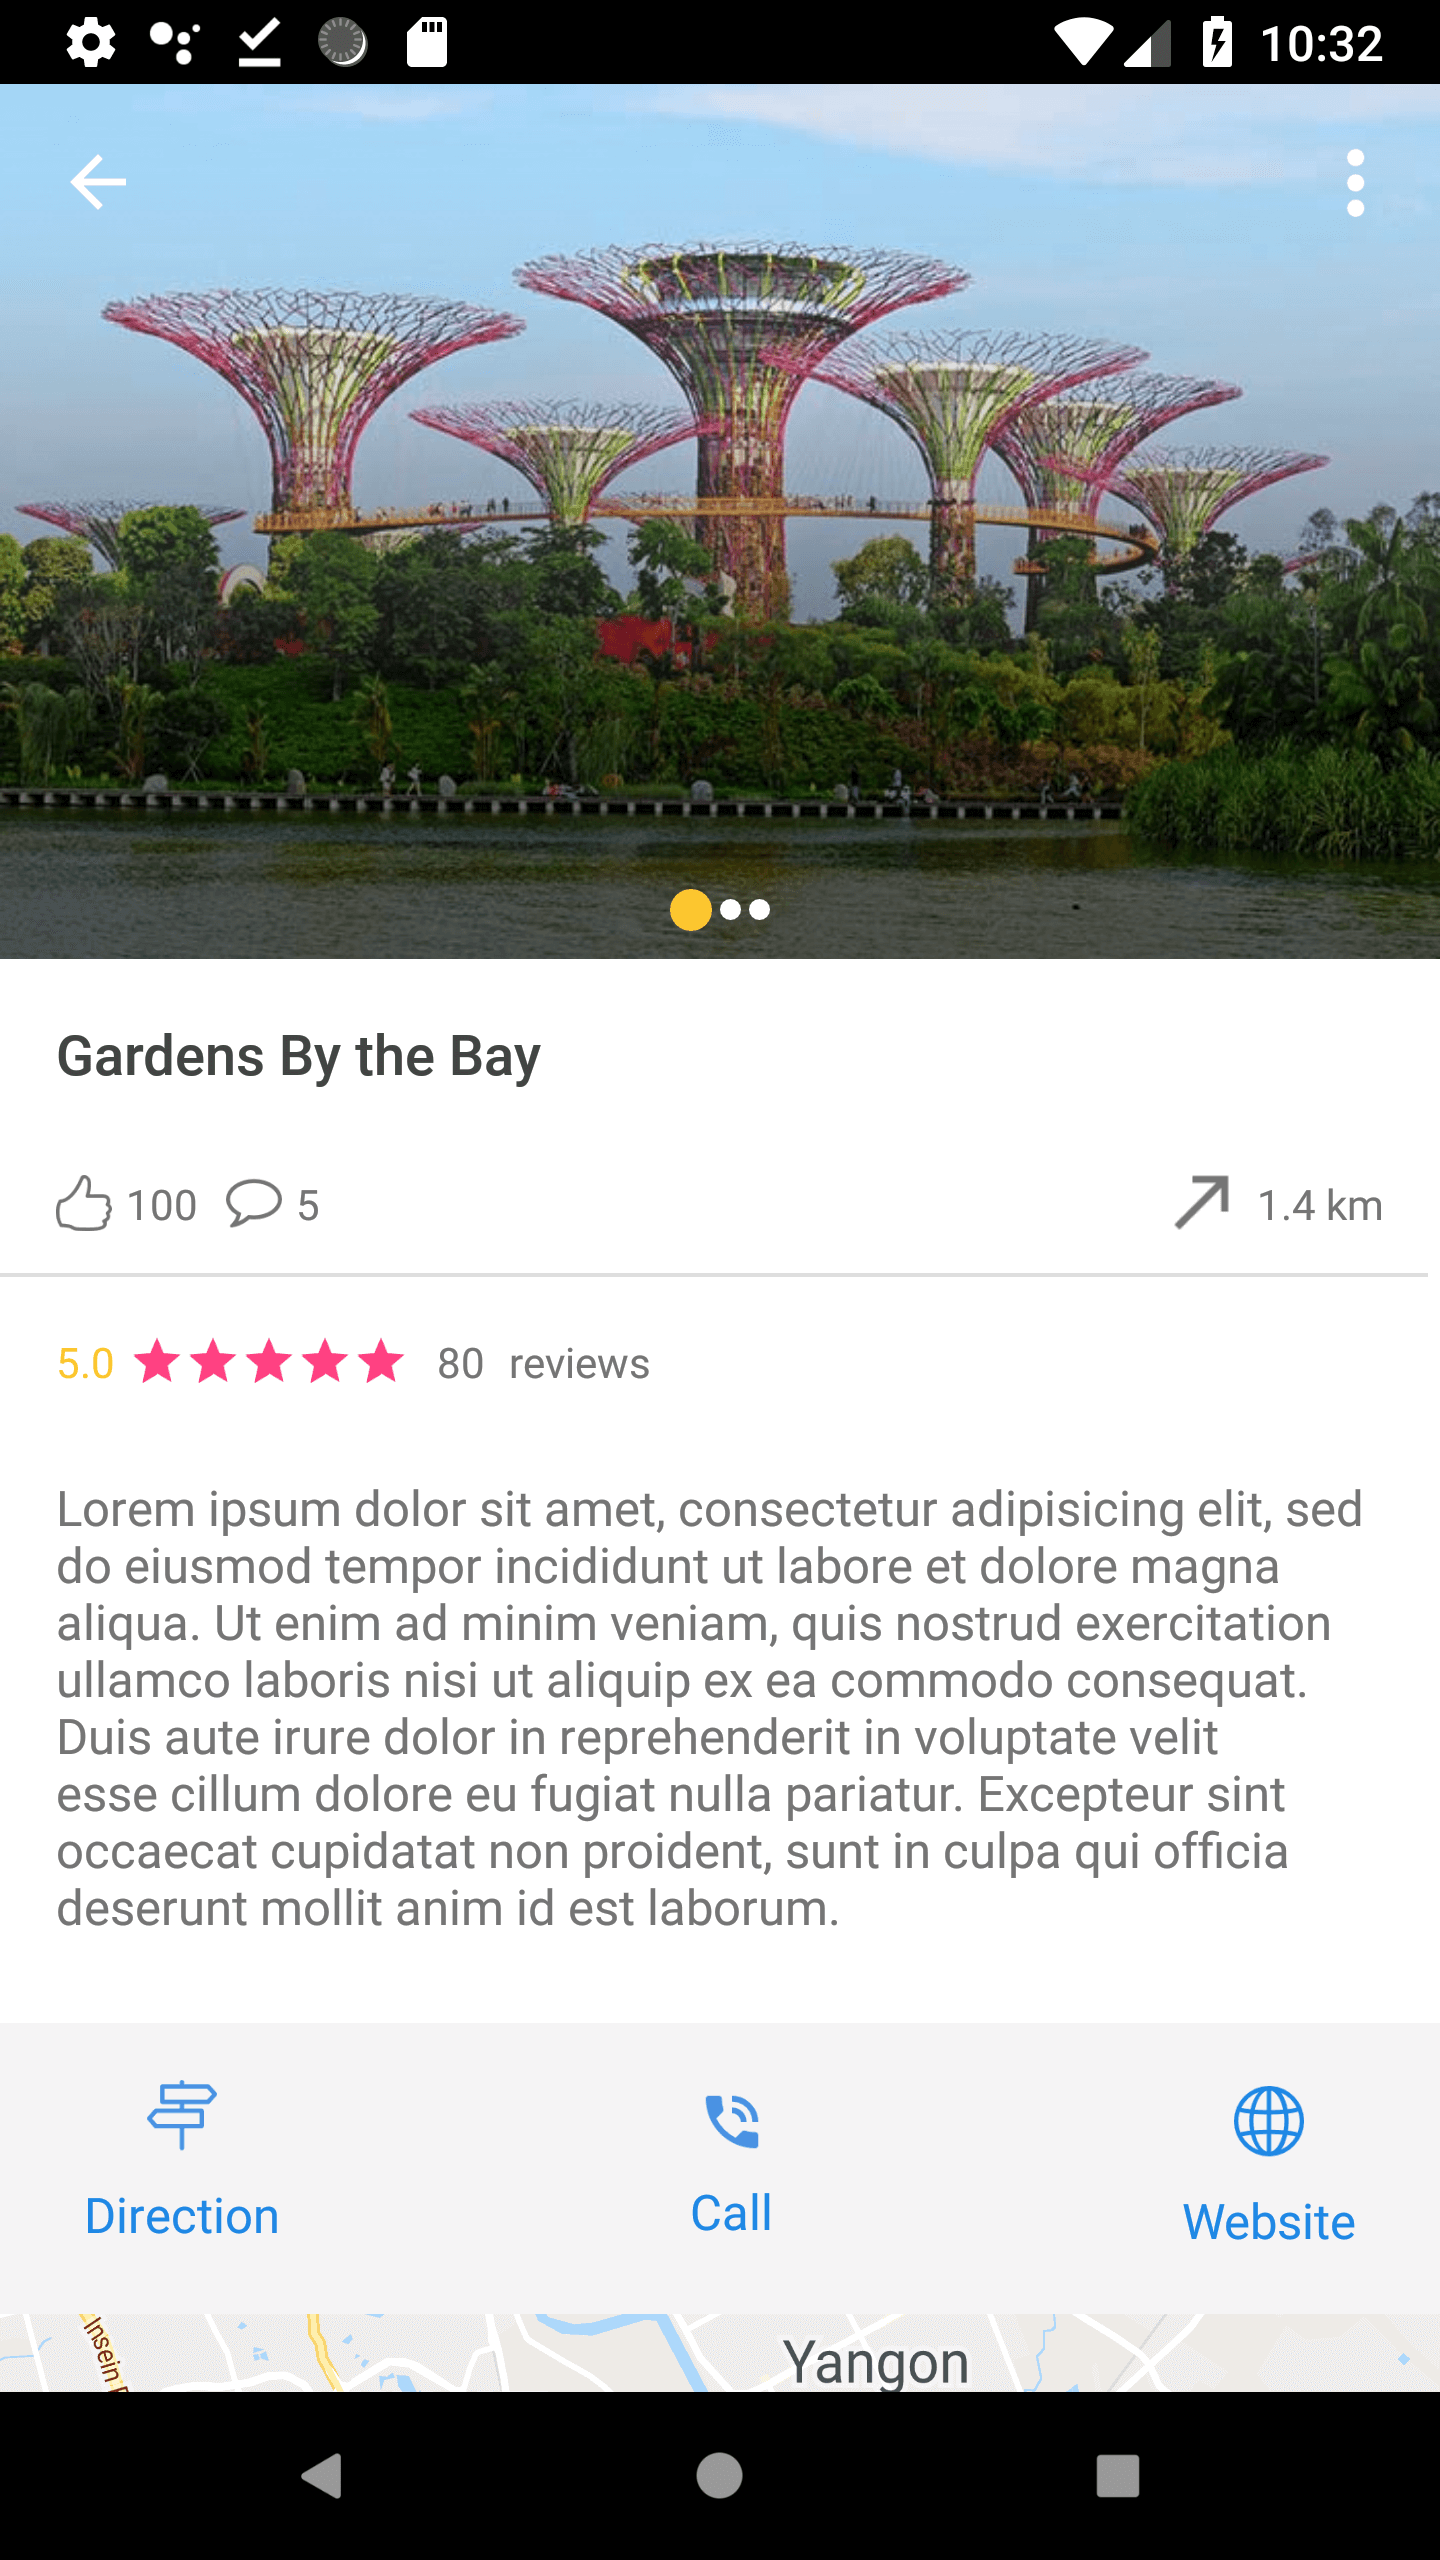 10:32
Gardens By the Bay
100 5 1.4 km
5.0 80 reviews
Lorem ipsum dolor sit amet, consectetur adipisicing elit, sed
do eiusmod tempor incididunt ut labore et dolore magna
aliqua. Ut enim ad minim veniam, quis nostrud exercitation
ullamco laboris nisi ut aliquip ex ea commodo consequat.
Duis aute irure dolor in reprehenderit in voluptate velit
esse cillum dolore eu fugiat nulla pariatur. Excepteur sint
occaecat cupidatat non proident, sunt in culpa qui officia
deserunt mollit anim id est laborum.
Direction Call Website
Insein
Yangon